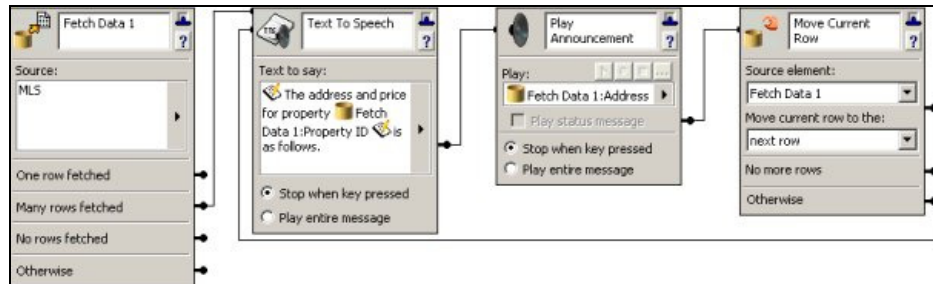 Fetch Data 1
?
Source:
MLS
One row fetched
Many rows fetched
No rows fetched
Otherwise
Text To Speech
?
Text to say:
The address and price
for property Fetch
Data 1:Property ID is
as follows.
Stop when key pressed
Play entire message
Play
Announcement
?
Play:
...
Fetch Data 1:Address
Play status message
Stop when key pressed
Play entire message
Move Current
Row
?
Source element:
Fetch Data 1
Move current row to the:
next row
No more rows
Otherwise